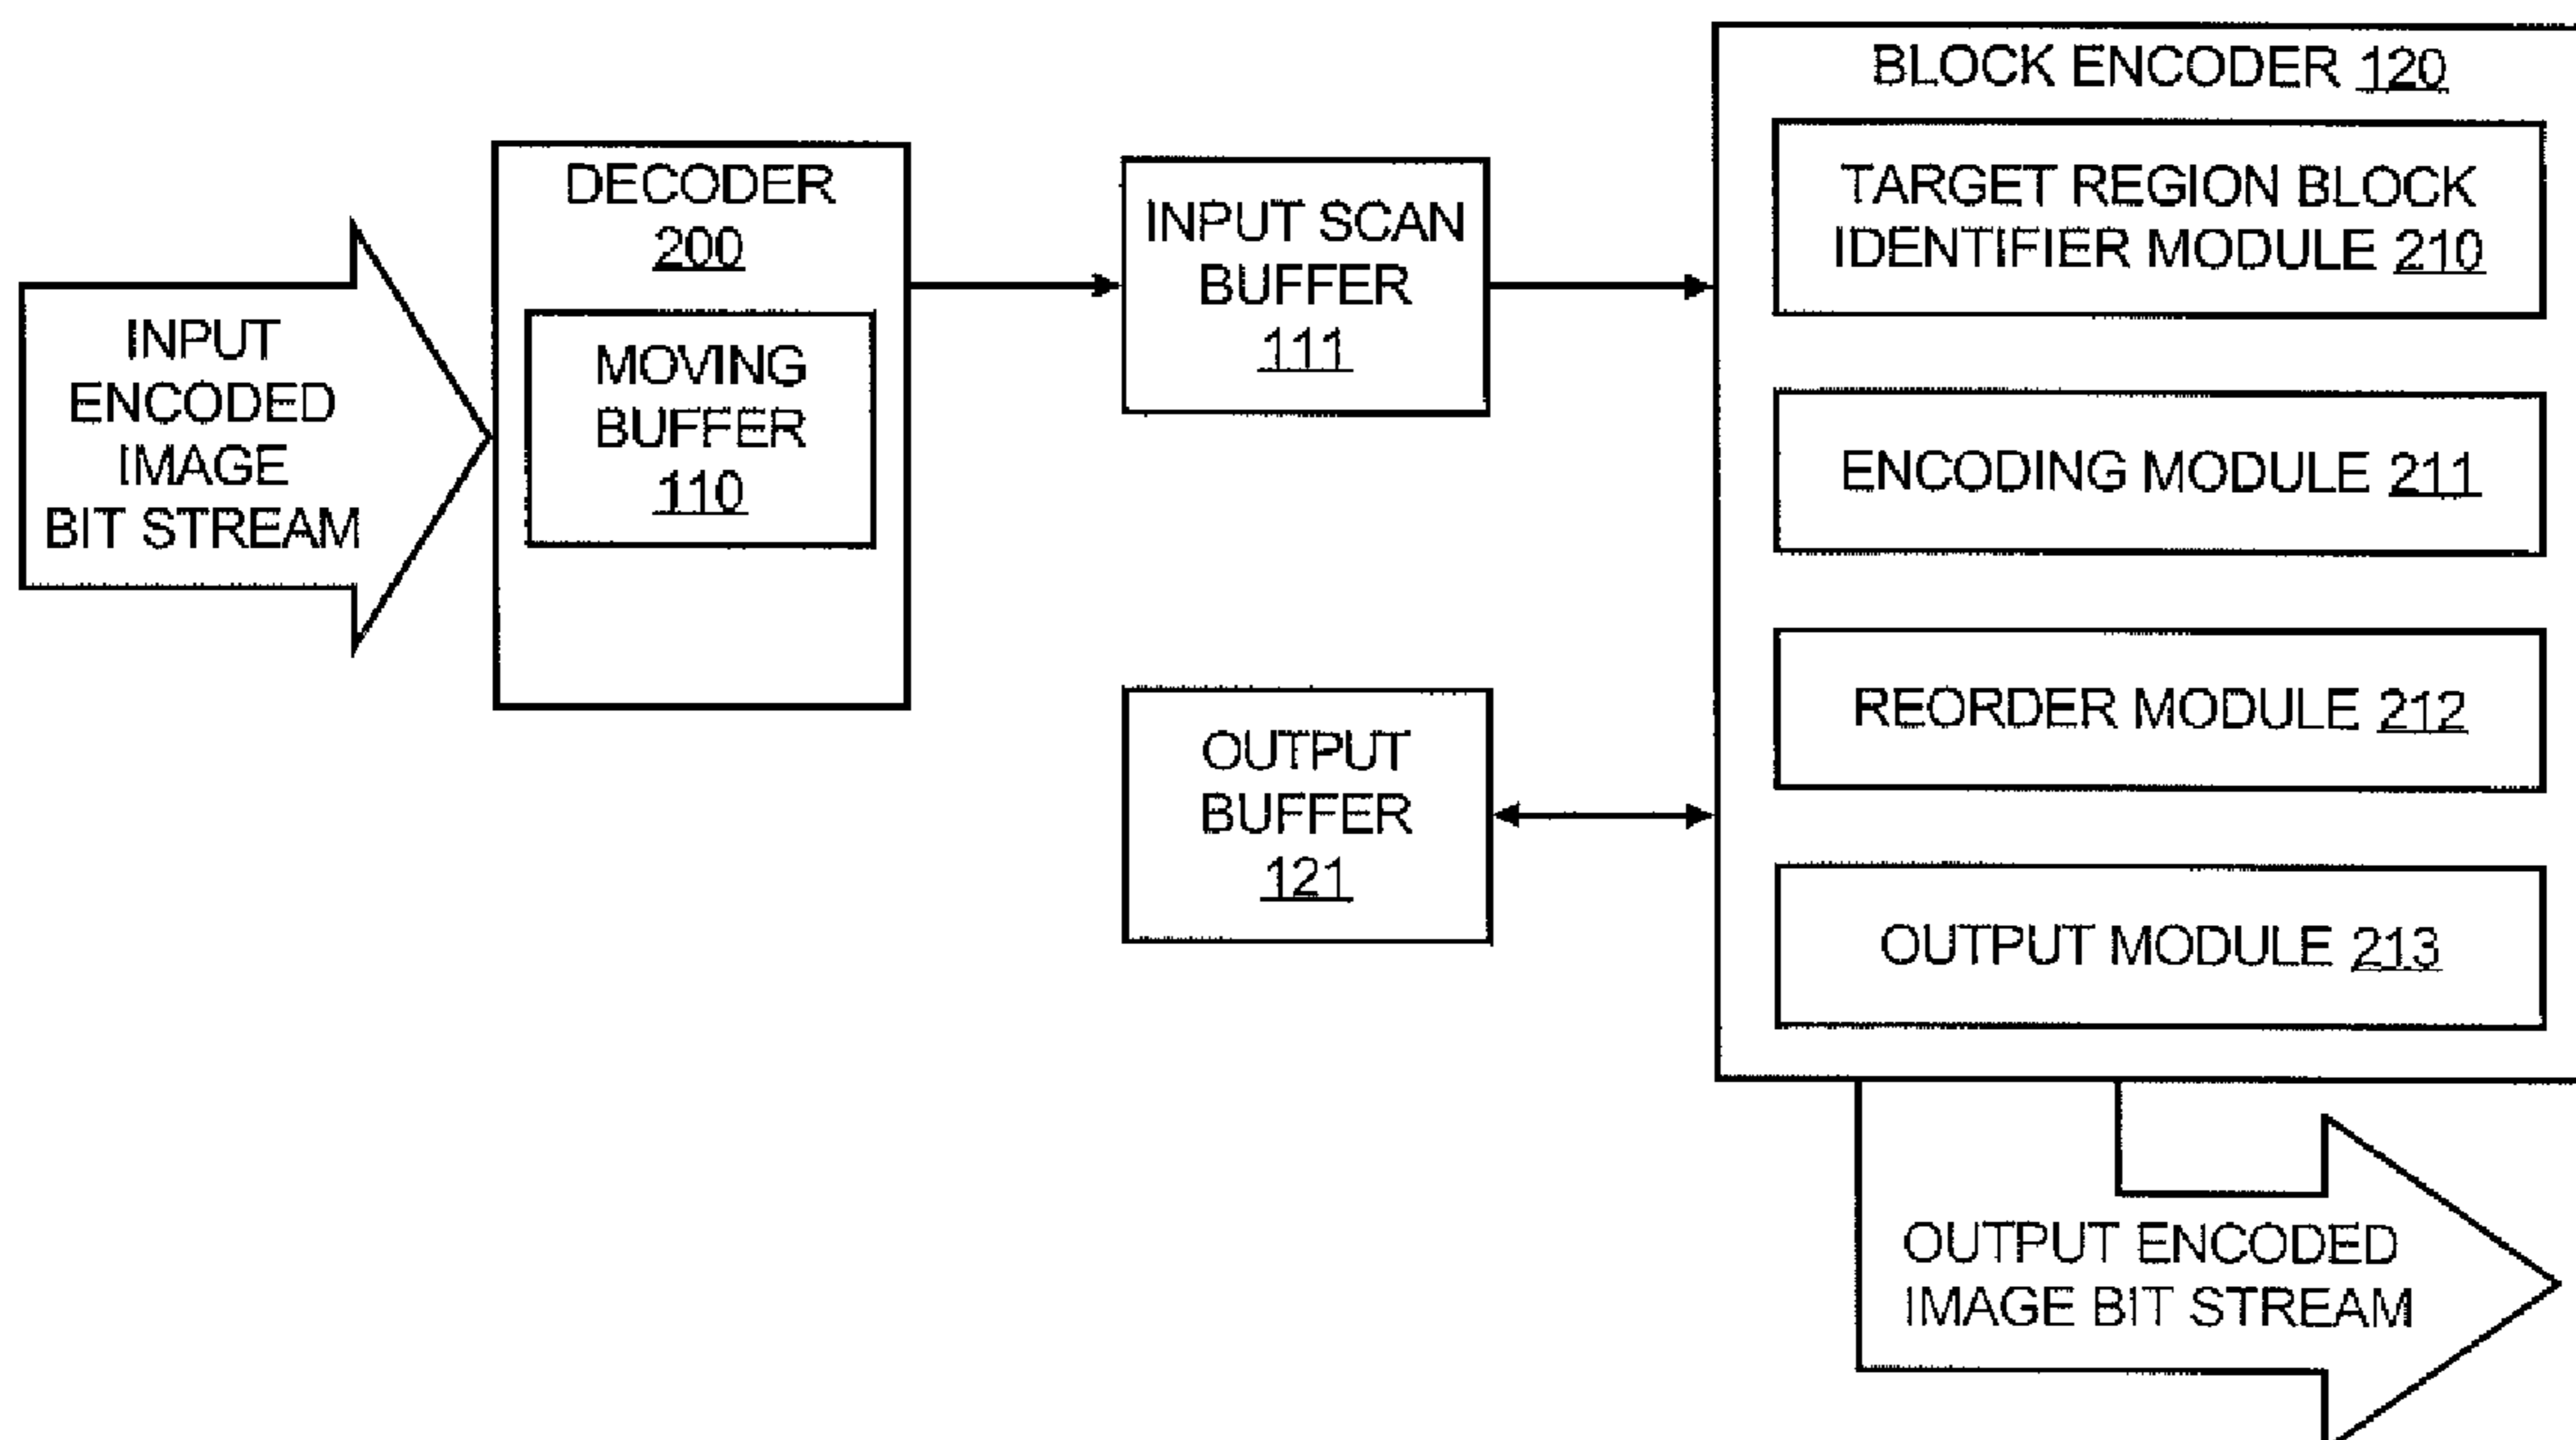 INPUT
ENCODED
IMAGE
BIT STREAM
DECODER
200
MOVING
BUFFER
110
INPUT SCAN
BUFFER
111
OUTPUT
BUFFER
121
BLOCK ENCODER 120
TARGET REGION BLOCK
IDENTIFIER MODULE 210
ENCODING MODULE 211
REORDER MODULE 212
OUTPUT MODULE 213
OUTPUT ENCODED
IMAGE BIT STREAM